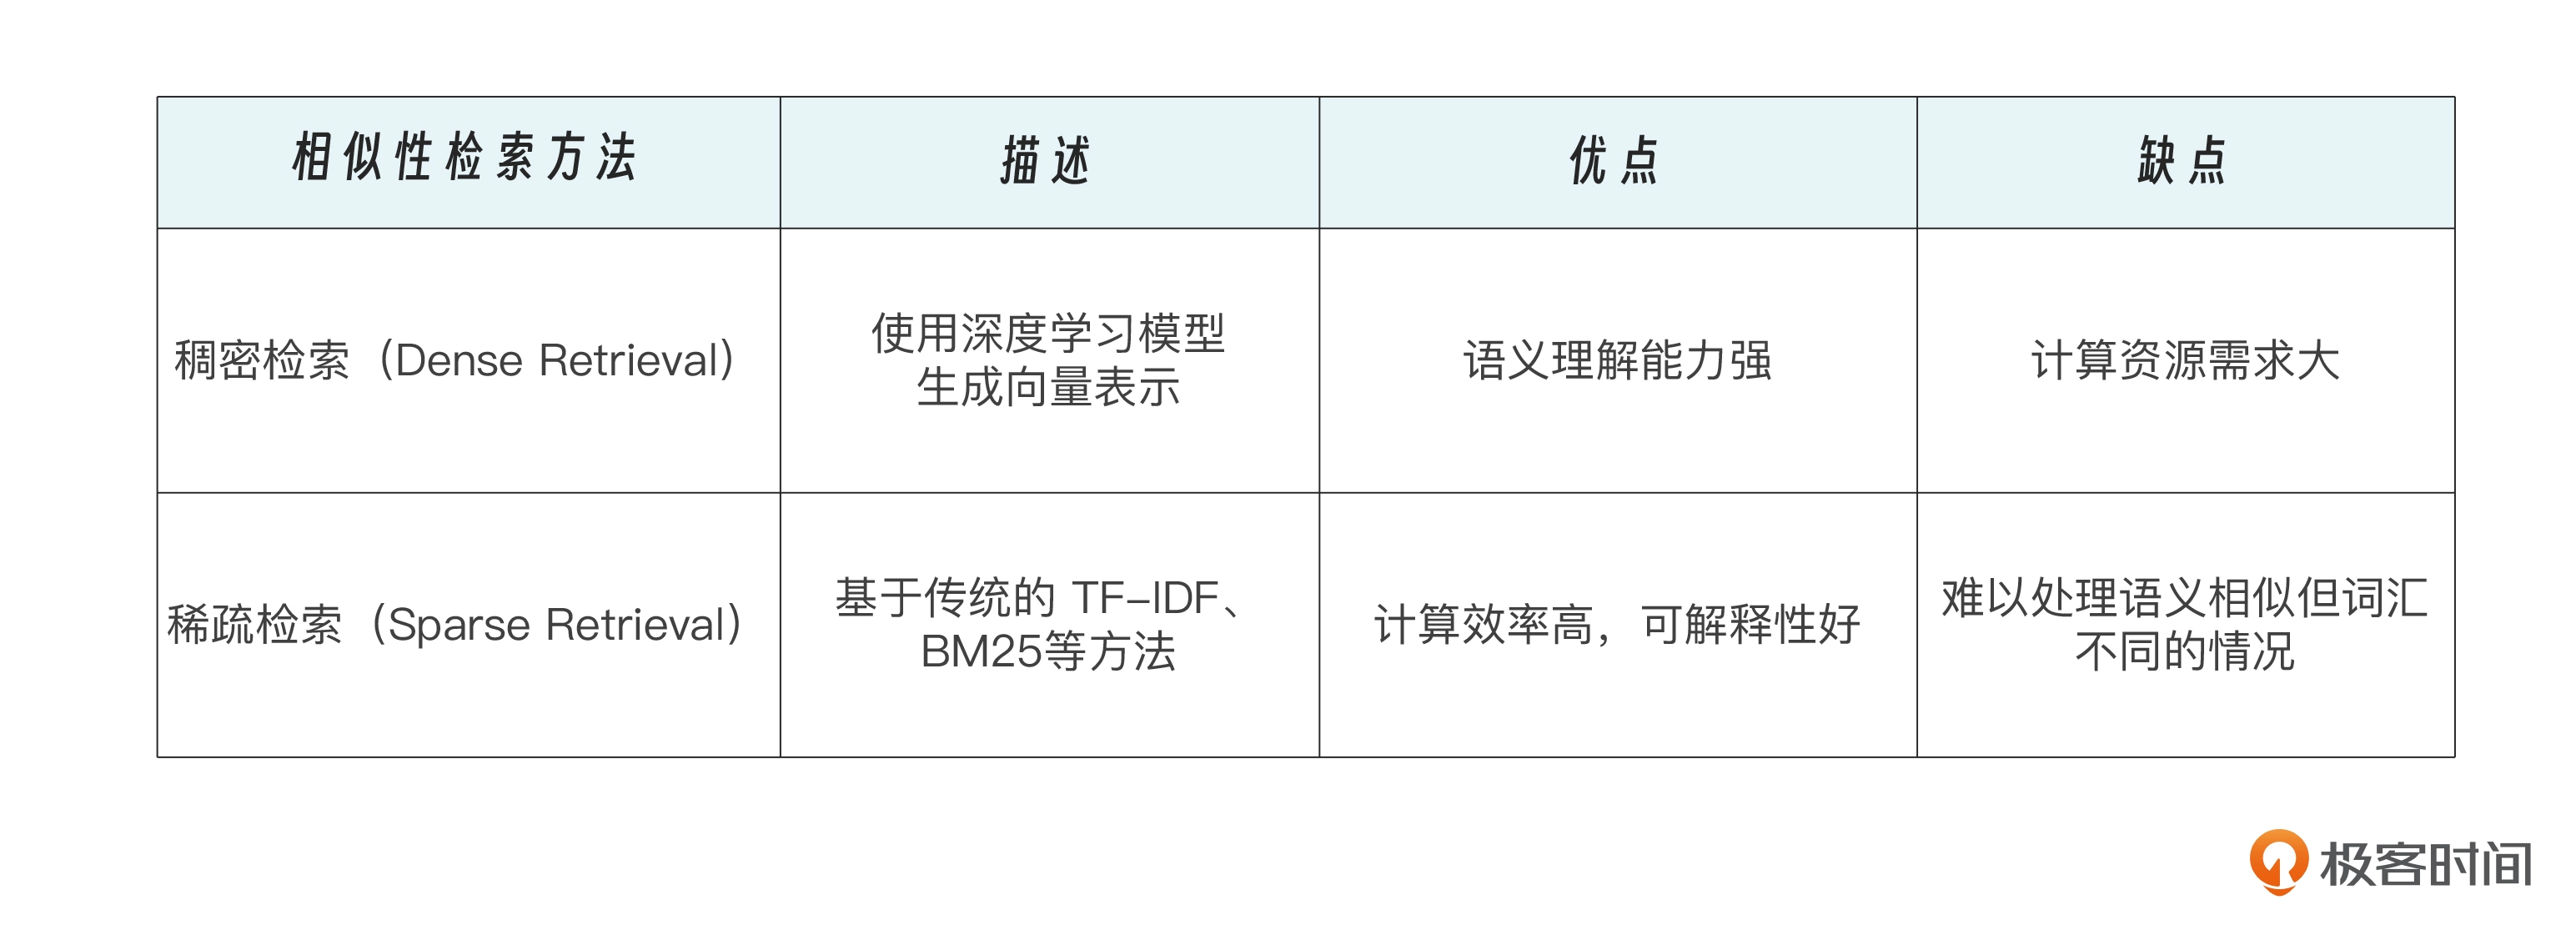 相似性检索方法 描述 优点 缺点
稠密检索（Dense Retrieval） 使用深度学习模型 语义理解能力强 计算资源需求大
生成向量表示
稀疏检索（Sparse Retrieval） 基于传统的 TF-IDF、 计算效率高，可解释性好 难以处理语义相似但词汇
BM25等方法 不同的情况
极客时间